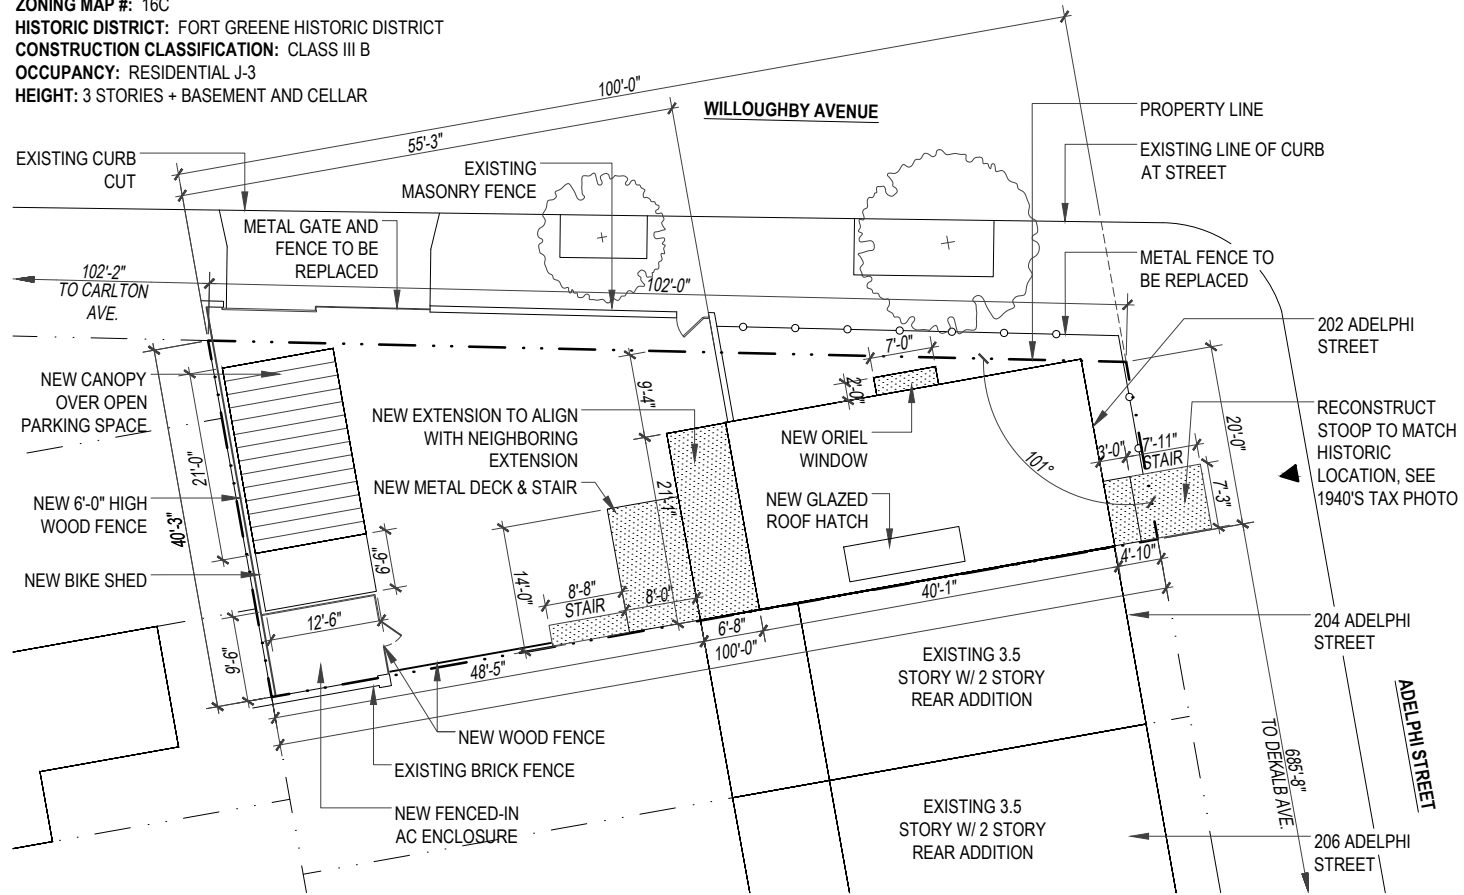 ZONING MAP #: 16C
HISTORIC DISTRICT: FORT GREENE HISTORIC DISTRICT
CONSTRUCTION CLASSIFICATION: CLASS III B
OCCUPANCY: RESIDENTIAL J-3
HEIGHT: 3 STORIES + BASEMENT AND CELLAR
100'-0"
55'-3"
WILLOUGHBY AVENUE
PROPERTY LINE
EXISTING LINE OF CURB
AT STREET
EXISTING CURB
CUT
EXISTING
MASONRY FENCE
METAL GATE AND
FENCE TO BE
REPLACED
METAL FENCE TO
BE REPLACED
102'-2"
TO CARLTON
AVE.
102'-0"
202 ADELPHI
STREET
7'-0"
2'-0"
9'-4"
NEW CANOPY
OVER OPEN
PARKING SPACE
NEW EXTENSION TO ALIGN
WITH NEIGHBORING
EXTENSION
NEW METAL DECK & STAIR
NEW ORIEL
WINDOW
NEW GLAZED
ROOF HATCH
101°
3'-0"
7'-11"
STAIR
20'-0"
7'-3"
RECONSTRUCT
STOOP TO MATCH
HISTORIC
LOCATION, SEE
1940'S TAX PHOTO
21'-0"
21'-1"
NEW 6'-0" HIGH
WOOD FENCE
40'-3"
NEW BIKE SHED
6'-6"
14'-0"
8'-8"
STAIR
8'-0"
4'-10"
40'-1"
12'-6"
9'-6"
6'-8"
100'-0"
48'-5"
204 ADELPHI
STREET
EXISTING 3.5
STORY W/ 2 STORY
REAR ADDITION
NEW WOOD FENCE
EXISTING BRICK FENCE
NEW FENCED-IN
AC ENCLOSURE
ADELPHI STREET
685'-8"
TO DEKALB AVE.
EXISTING 3.5
STORY W/ 2 STORY
REAR ADDITION
206 ADELPHI
STREET